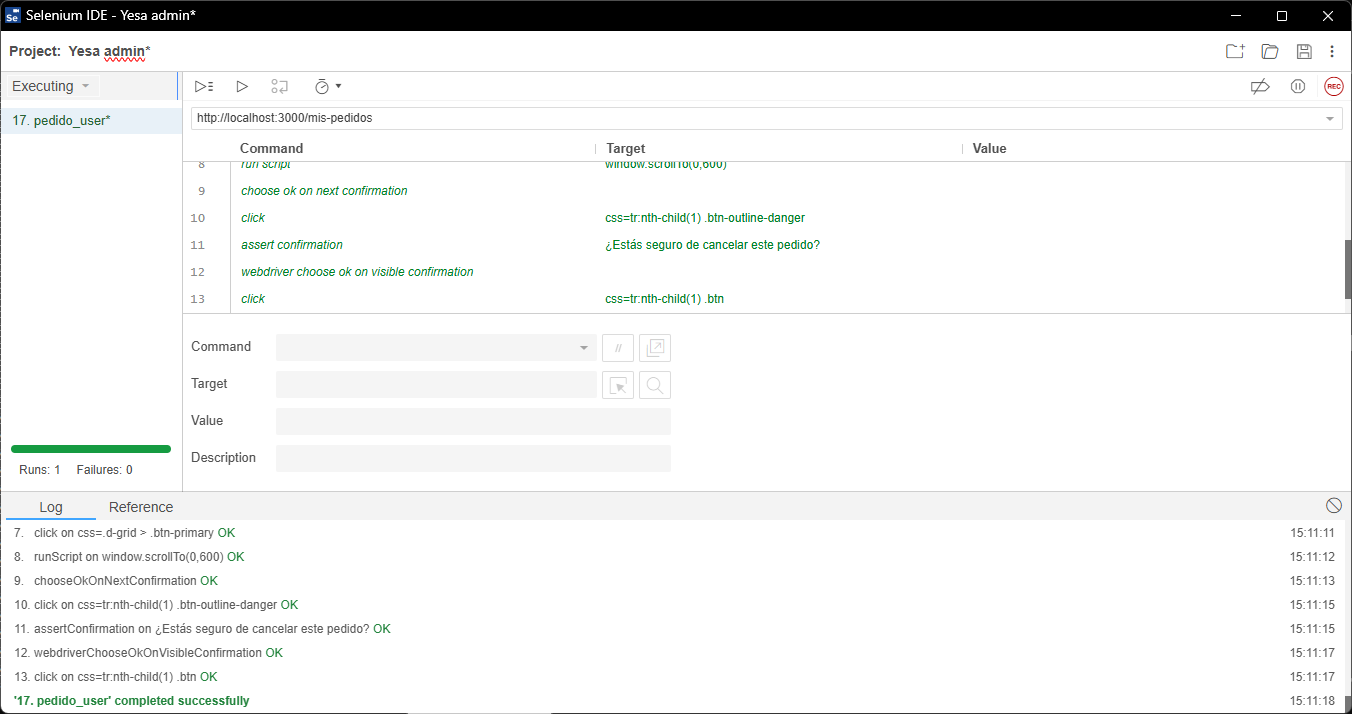 Selenium IDE - Yesa admin*
Project: Yesa admin*
Executing
REC
17. pedido_user*
http://localhost:3000/mis-pedidos
Command Target Value
8 run script window.scrollTo(0,600)
9 choose ok on next confirmation
10 click css=tr:nth-child(1) .btn-outline-danger
11 assert confirmation ¿Estás seguro de cancelar este pedido?
12 webdriver choose ok on visible confirmation
13 click css=tr:nth-child(1) .btn
Command //
Target
Value
Description
Runs: 1 Failures: 0
Log Reference
7. click on css=.d-grid > .btn-primary OK 15:11:11
8. runScript on window.scrollTo(0,600) OK 15:11:12
9. chooseOkOnNextConfirmation OK 15:11:13
10. click on css=tr:nth-child(1) .btn-outline-danger OK 15:11:15
11. assertConfirmation on ¿Estás seguro de cancelar este pedido? OK 15:11:15
12. webdriverChooseOkOnVisibleConfirmation OK 15:11:17
13. click on css=tr:nth-child(1) .btn OK 15:11:17
'17. pedido_user' completed successfully 15:11:18